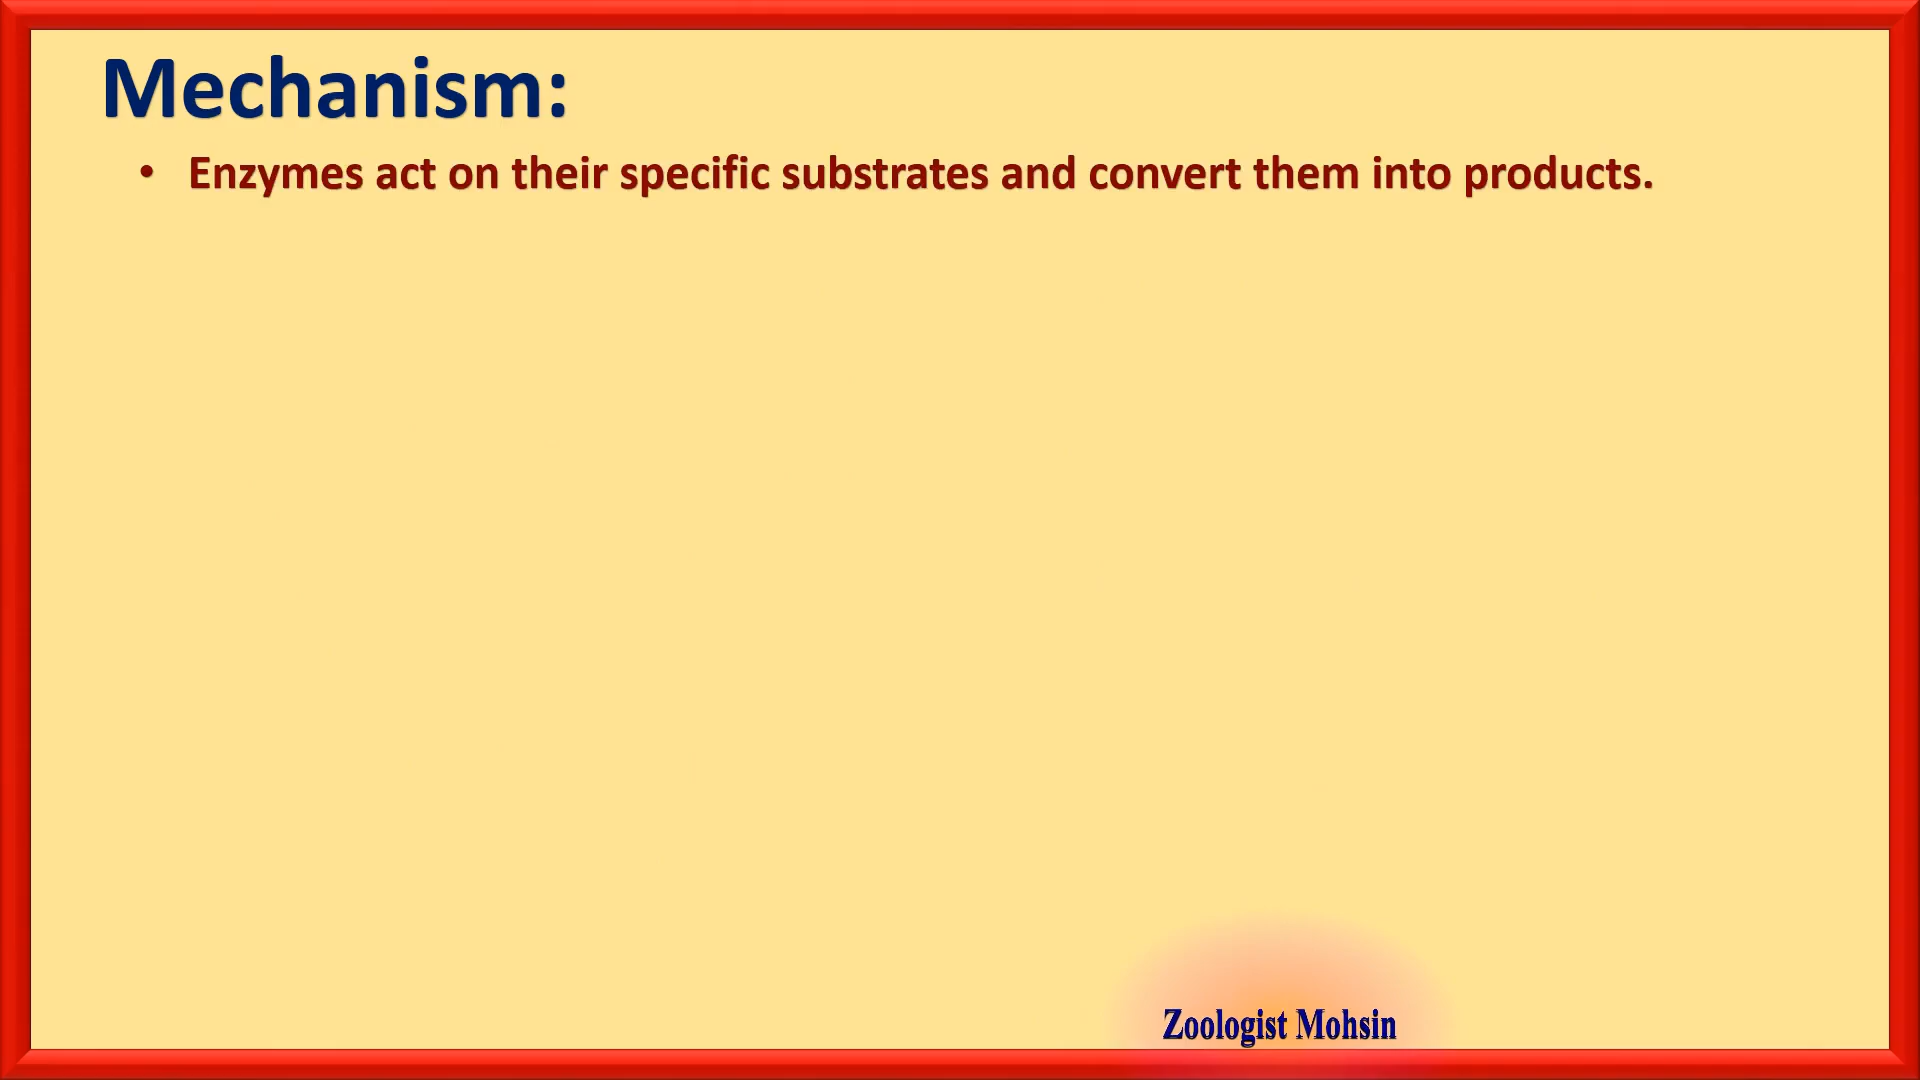 Mechanism:
• Enzymes act on their specific substrates and convert them into products.
Zoologist Mohsin